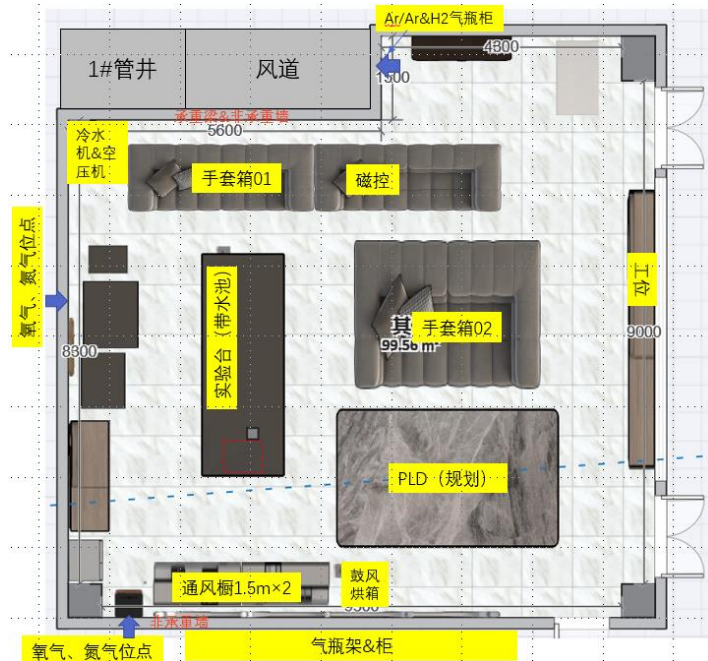 Ar/Ar&H2气瓶柜
4800
1500
1#管井
风道
承重梁&非承重墙
5600
冷水
机&空
压机
手套箱01
磁控
氧气、氮气位点
实验台（带水池）
工位
手套箱02
99.56 m²
9000
8300
PLD（规划）
通风橱1.5m×2
鼓风
烘箱
9500
非承重墙
氧气、氮气位点
气瓶架&柜